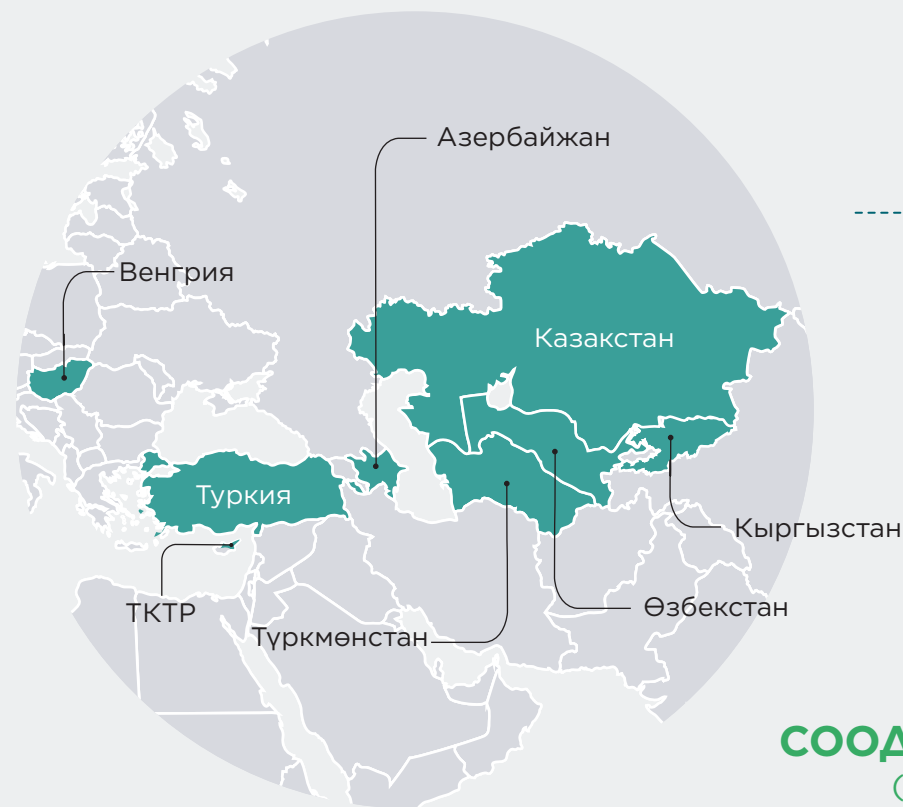 Азербайжан
Венгрия
Казакстан
Туркия
Кыргызстан
ТКТР
Өзбекстан
Түркмөнстан